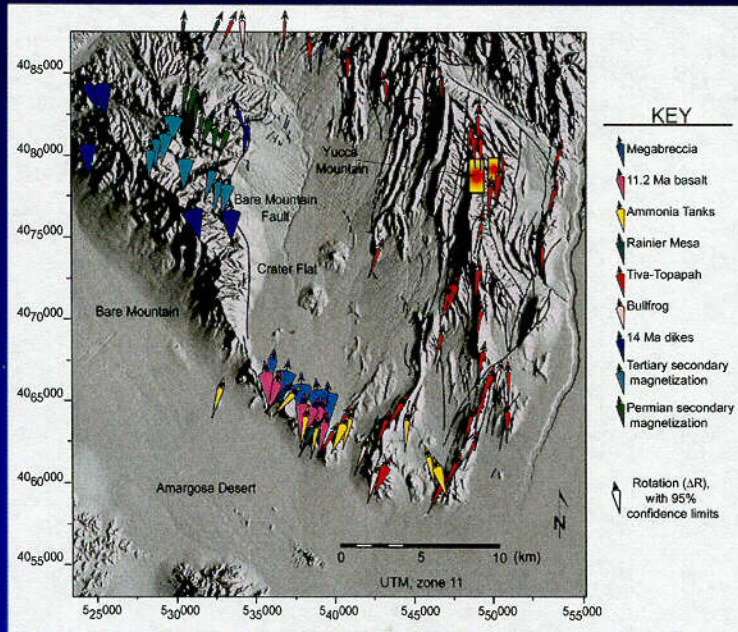 4085000
4080000
4075000
4070000
4065000
4060000
4055000
Yucca
Mountain
Bare Mountain
Fault
Crater Flat
Bare Mountain
Amargosa Desert
N
0 5 10 (km)
UTM, zone 11
525000 530000 535000 540000 545000 550000 555000
KEY
Megabreccia
11.2 Ma basalt
Ammonia Tanks
Rainier Mesa
Tiva-Topapah
Bullfrog
14 Ma dikes
Tertiary secondary
magnetization
Permian secondary
magnetization
Rotation (ΔR),
with 95%
confidence limits